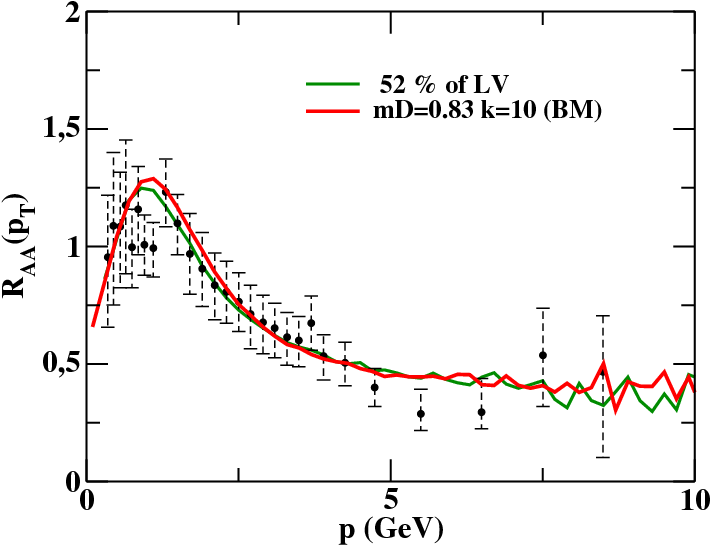 2
1,5
1
0,5
0
0
5
10
R_AA(p_T)
p (GeV)
52 % of LV
mD=0.83 k=10 (BM)